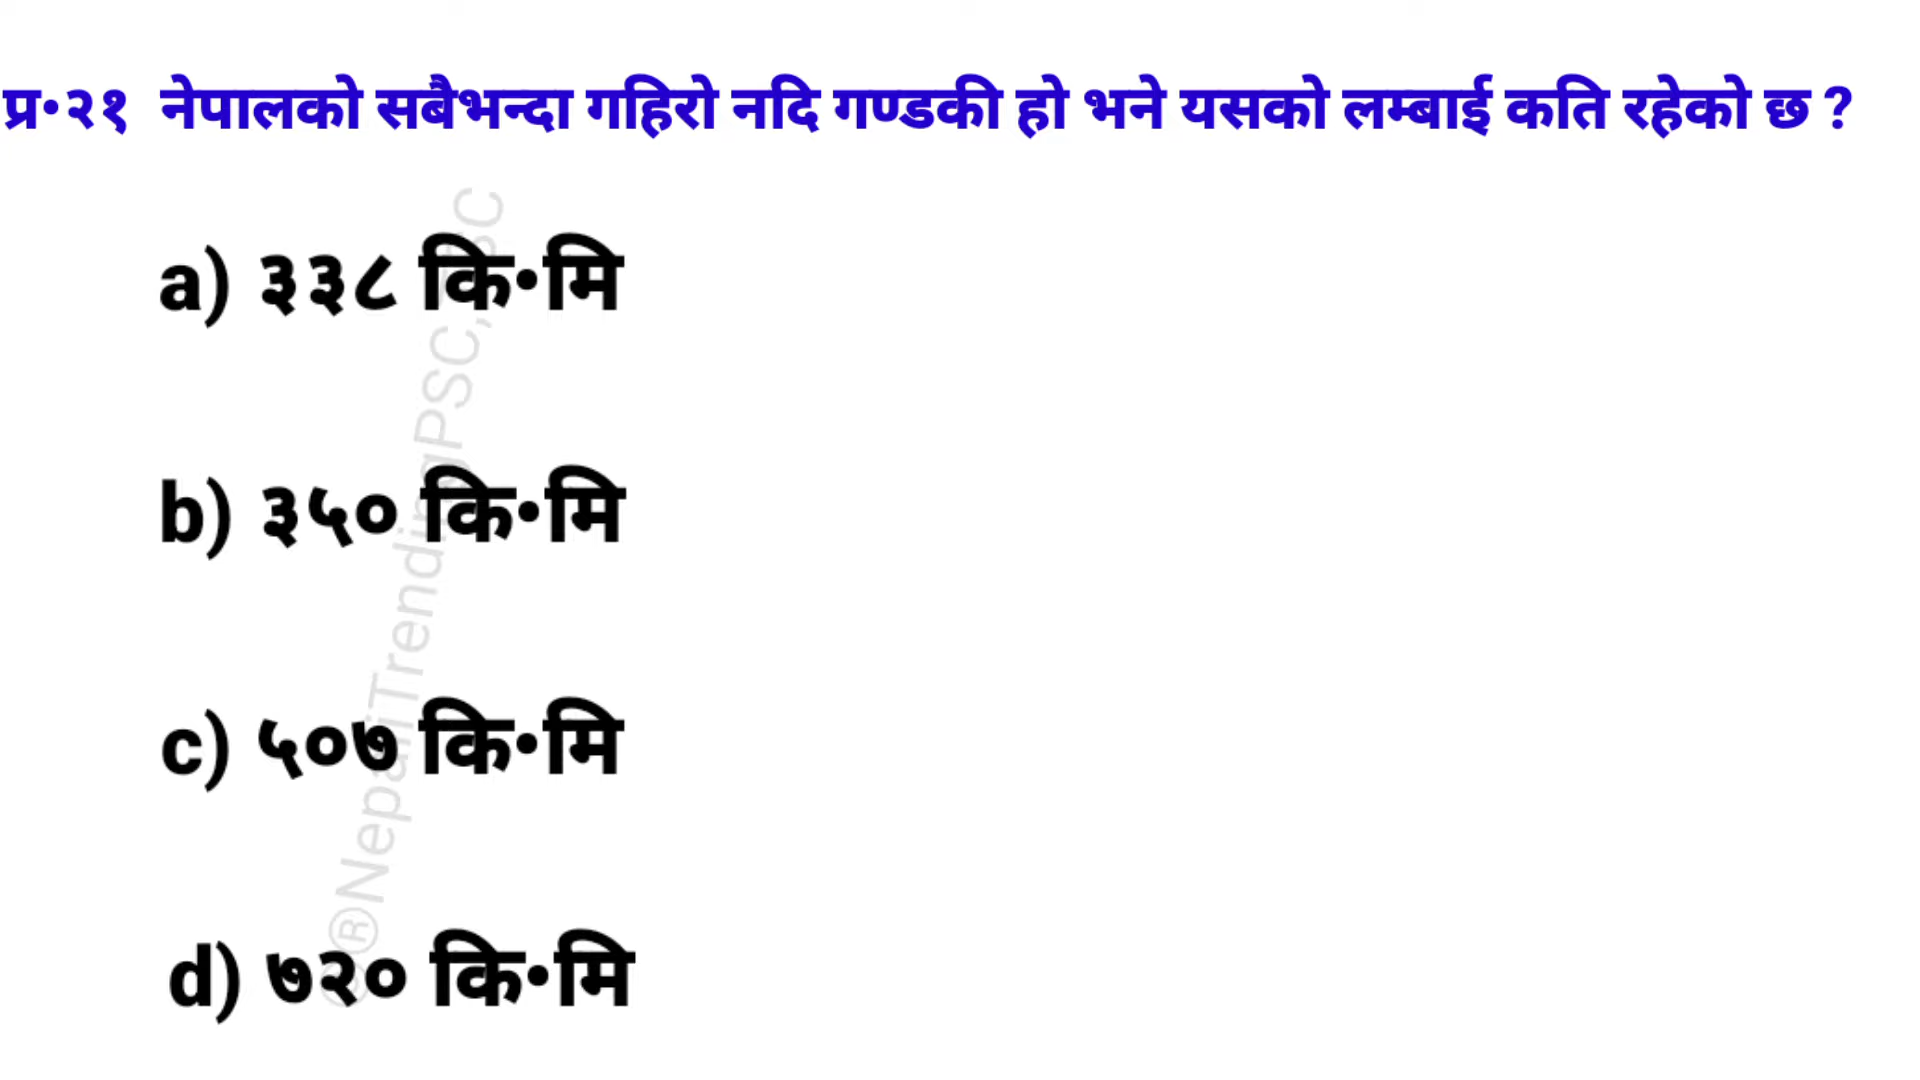 प्र•२१ नेपालको सबैभन्दा गहिरो नदि गण्डकी हो भने यसको लम्बाई कति रहेको छ ?
a) ३३८ कि•मि
b) ३५० कि•मि
c) ५०७ कि•मि
d) ७२० कि•मि